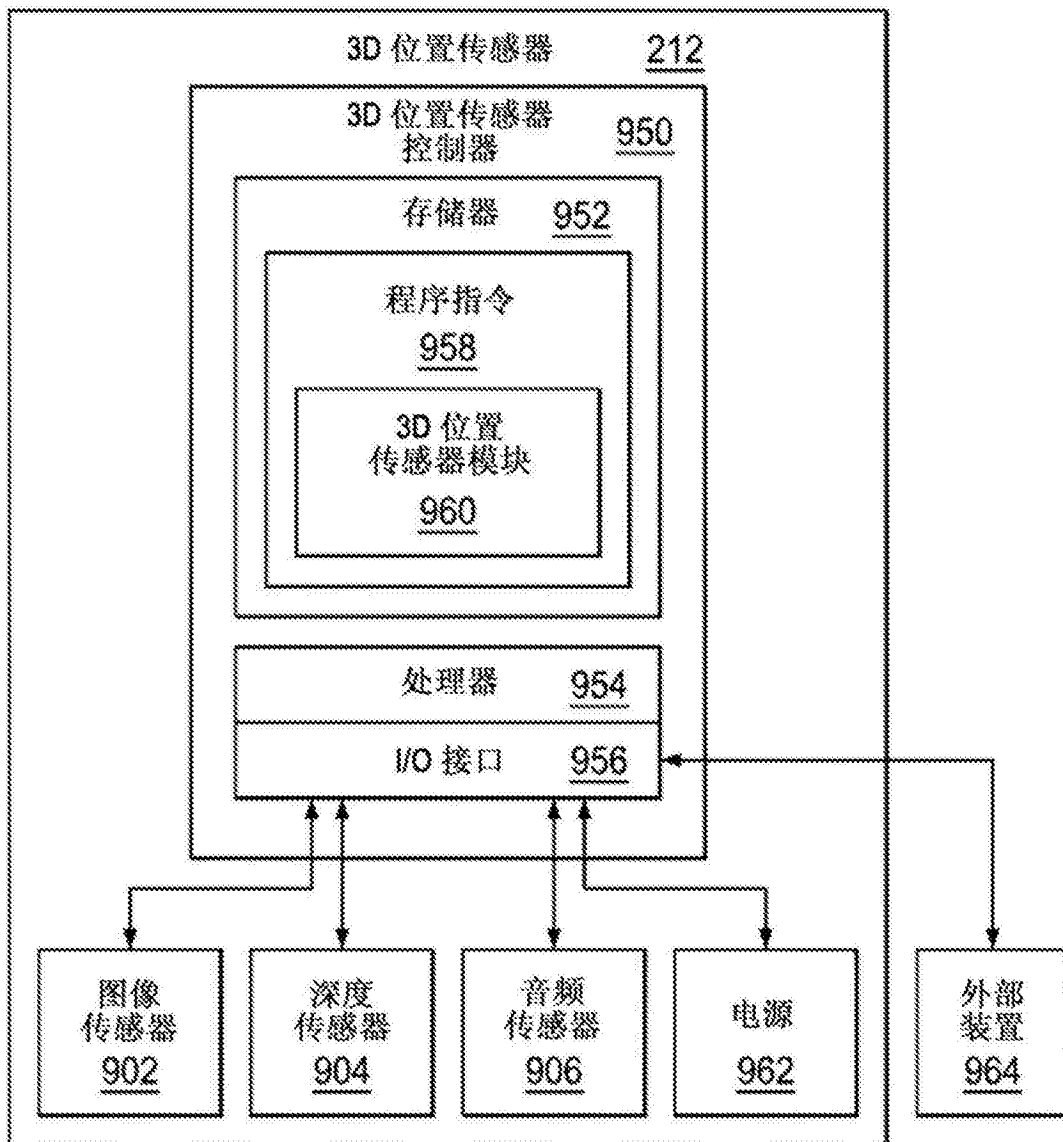 3D 位置传感器 212
3D 位置传感器
控制器 950
存储器 952
程序指令
958
3D 位置
传感器模块
960
处理器 954
I/O 接口 956
图像
传感器
902
深度
传感器
904
音频
传感器
906
电源
962
外部
装置
964